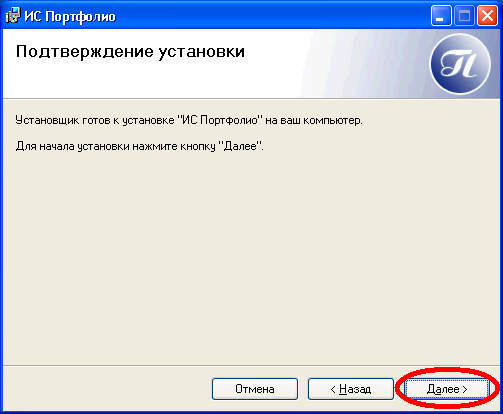 ИС Портфолио
Подтверждение установки
П
Установщик готов к установке "ИС Портфолио" на ваш компьютер.
Для начала установки нажмите кнопку "Далее".
Отмена
< Назад
Далее >